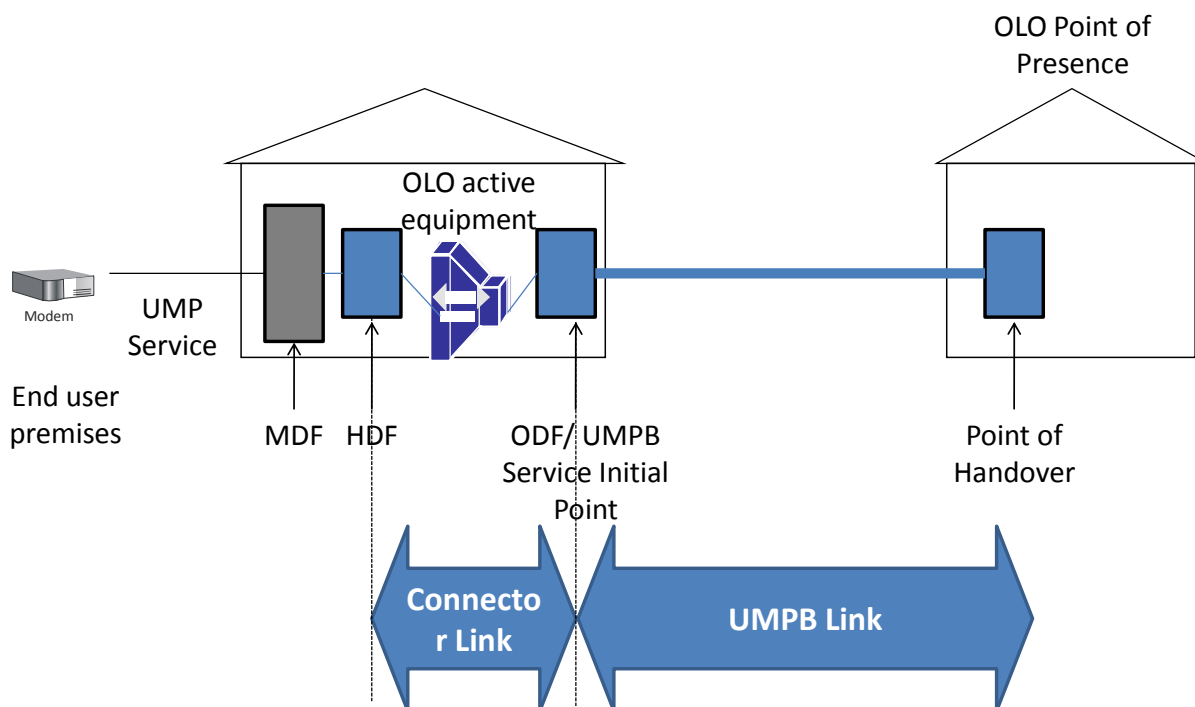 OLO Point of
Presence
OLO active
equipment
Modem
UMP
Service
End user
premises
MDF
HDF
ODF/ UMPB
Service Initial
Point
Point of
Handover
Connecto
r Link
UMPB Link